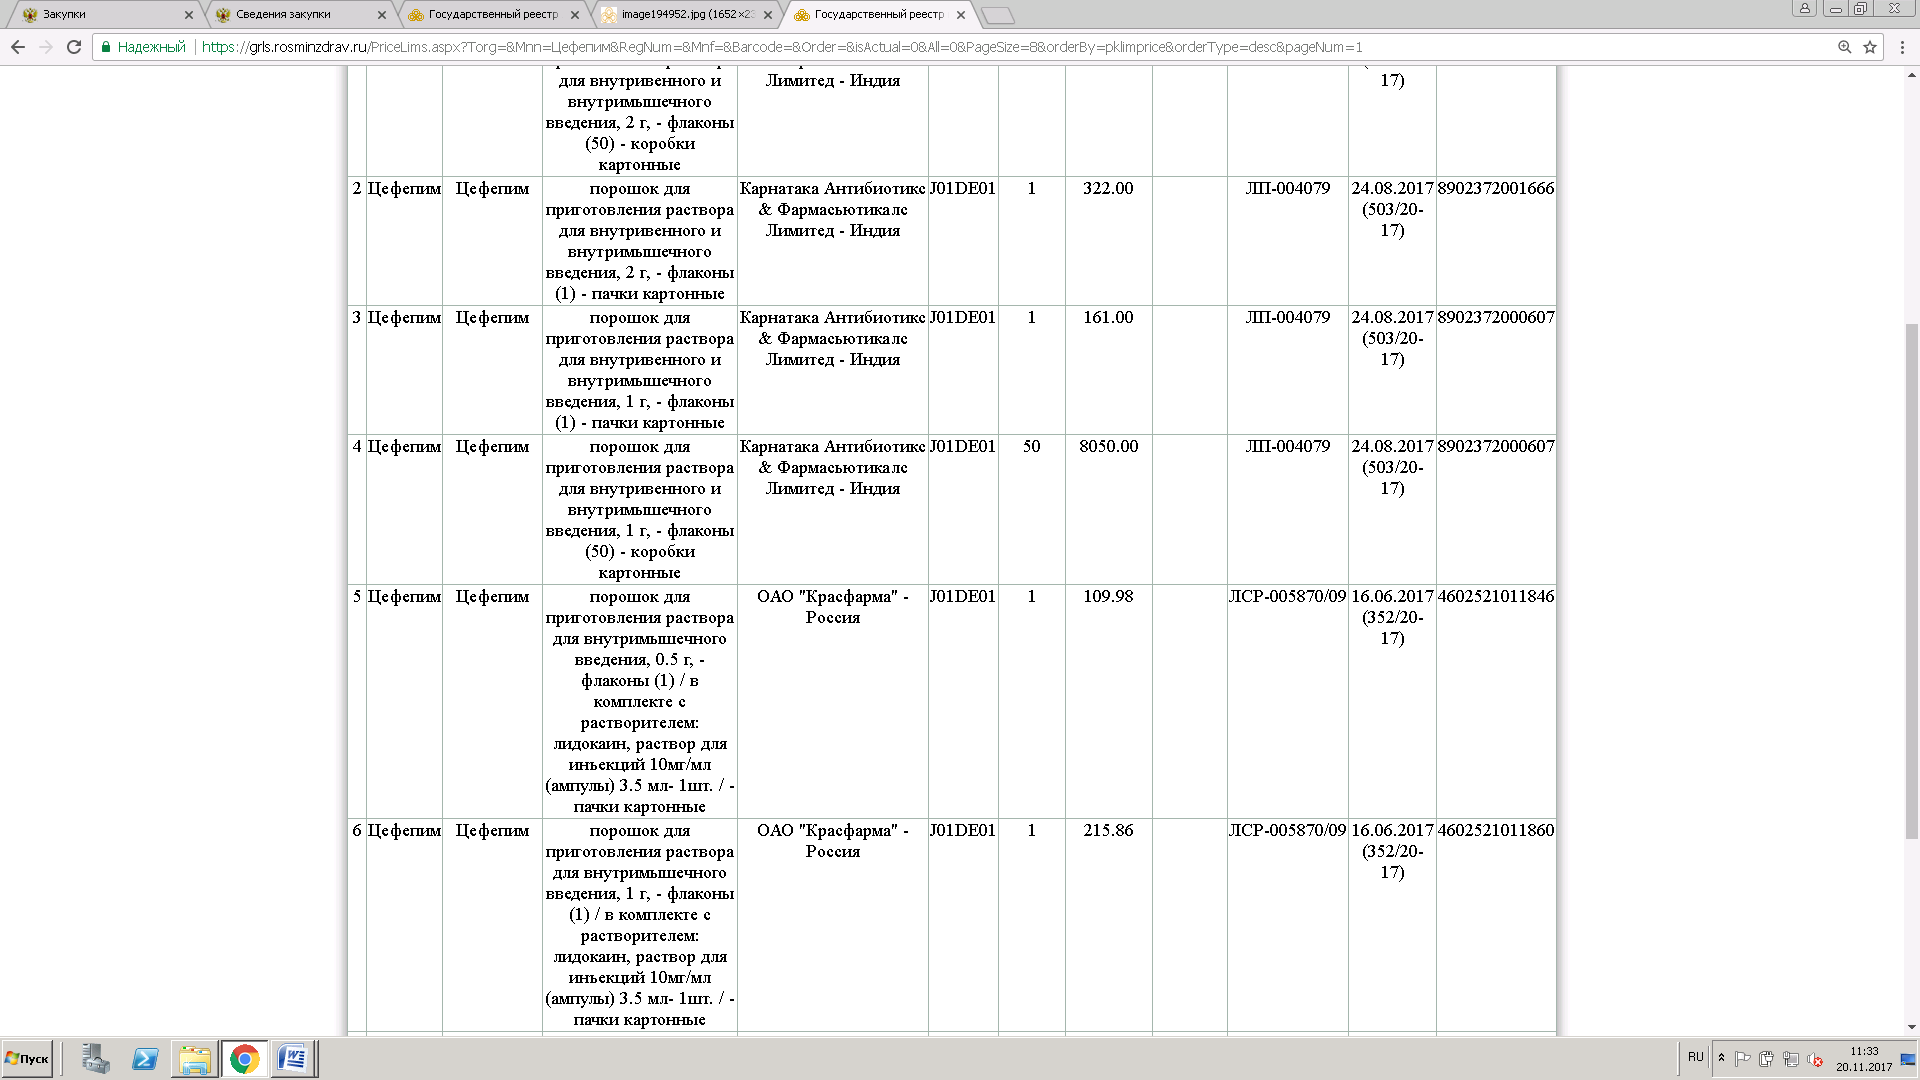 Закупки
Сведения закупки
Государственный реестр
image194952.jpg (1652×23
Государственный реестр
Надежный
https://grls.rosminzdrav.ru/PriceLims.aspx?Torg=&Mnn=Цефепим&RegNum=&Mnf=&Barcode=&Order=&isActual=0&All=0&PageSize=8&orderBy=pklimprice&orderType=desc&pageNum=1
для внутривенного и
внутримышечного
введения, 2 г, - флаконы
(50) - коробки
картонные
Лимитед - Индия
17)
2
Цефепим
Цефепим
порошок для
приготовления раствора
для внутривенного и
внутримышечного
введения, 2 г, - флаконы
(1) - пачки картонные
Карнатака Антибиотикс
& Фармасьютикалс
Лимитед - Индия
J01DE01
1
322.00
ЛП-004079
24.08.2017
(503/20-
17)
8902372001666
3
Цефепим
Цефепим
порошок для
приготовления раствора
для внутривенного и
внутримышечного
введения, 1 г, - флаконы
(1) - пачки картонные
Карнатака Антибиотикс
& Фармасьютикалс
Лимитед - Индия
J01DE01
1
161.00
ЛП-004079
24.08.2017
(503/20-
17)
8902372000607
4
Цефепим
Цефепим
порошок для
приготовления раствора
для внутривенного и
внутримышечного
введения, 1 г, - флаконы
(50) - коробки
картонные
Карнатака Антибиотикс
& Фармасьютикалс
Лимитед - Индия
J01DE01
50
8050.00
ЛП-004079
24.08.2017
(503/20-
17)
8902372000607
5
Цефепим
Цефепим
порошок для
приготовления раствора
для внутримышечного
введения, 0.5 г, -
флаконы (1) / в
комплекте с
растворителем:
лидокаин, раствор для
инъекций 10мг/мл
(ампулы) 3.5 мл- 1шт. / -
пачки картонные
ОАО "Красфарма" -
Россия
J01DE01
1
109.98
ЛСР-005870/09
16.06.2017
(352/20-
17)
4602521011846
6
Цефепим
Цефепим
порошок для
приготовления раствора
для внутримышечного
введения, 1 г, - флаконы
(1) / в комплекте с
растворителем:
лидокаин, раствор для
инъекций 10мг/мл
(ампулы) 3.5 мл- 1шт. / -
пачки картонные
ОАО "Красфарма" -
Россия
J01DE01
1
215.86
ЛСР-005870/09
16.06.2017
(352/20-
17)
4602521011860
Пуск
RU
11:33
20.11.2017